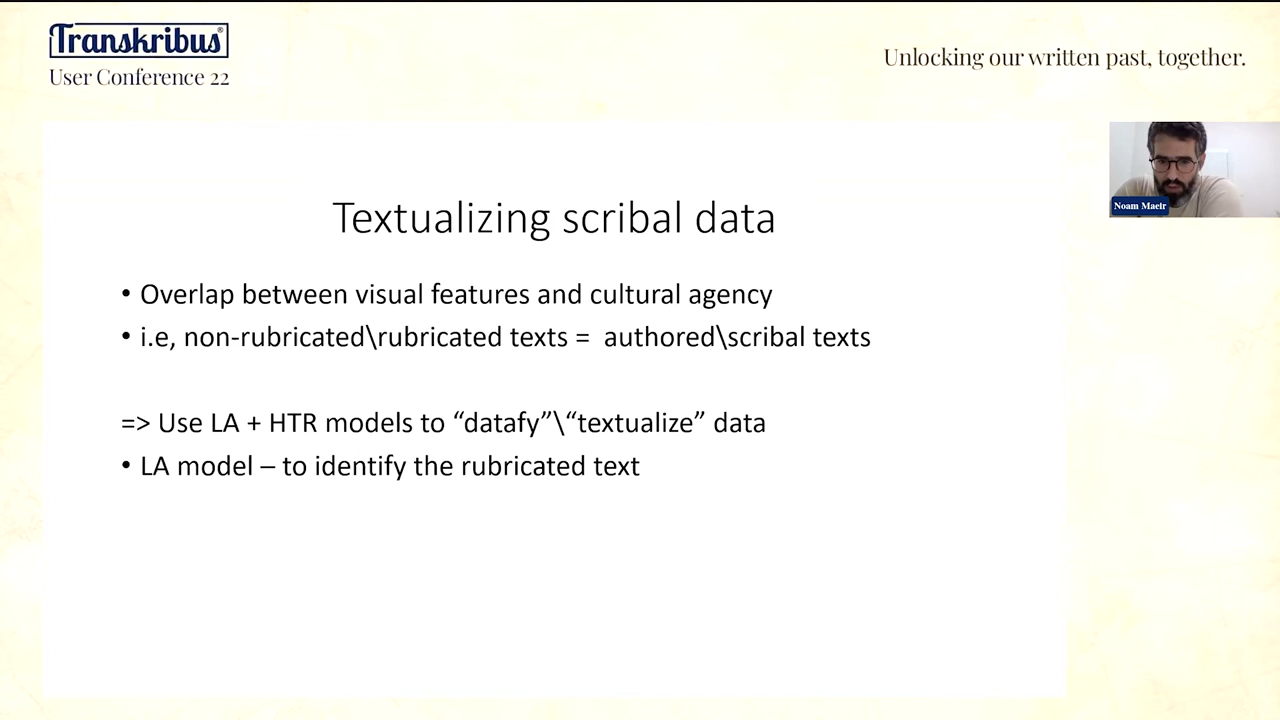 Transkribus®
User Conference 22
Unlocking our written past, together.
Noam Maeir
Textualizing scribal data
• Overlap between visual features and cultural agency
• i.e, non-rubricated\rubricated texts = authored\scribal texts
=> Use LA + HTR models to “datafy”\“textualize” data
• LA model – to identify the rubricated text